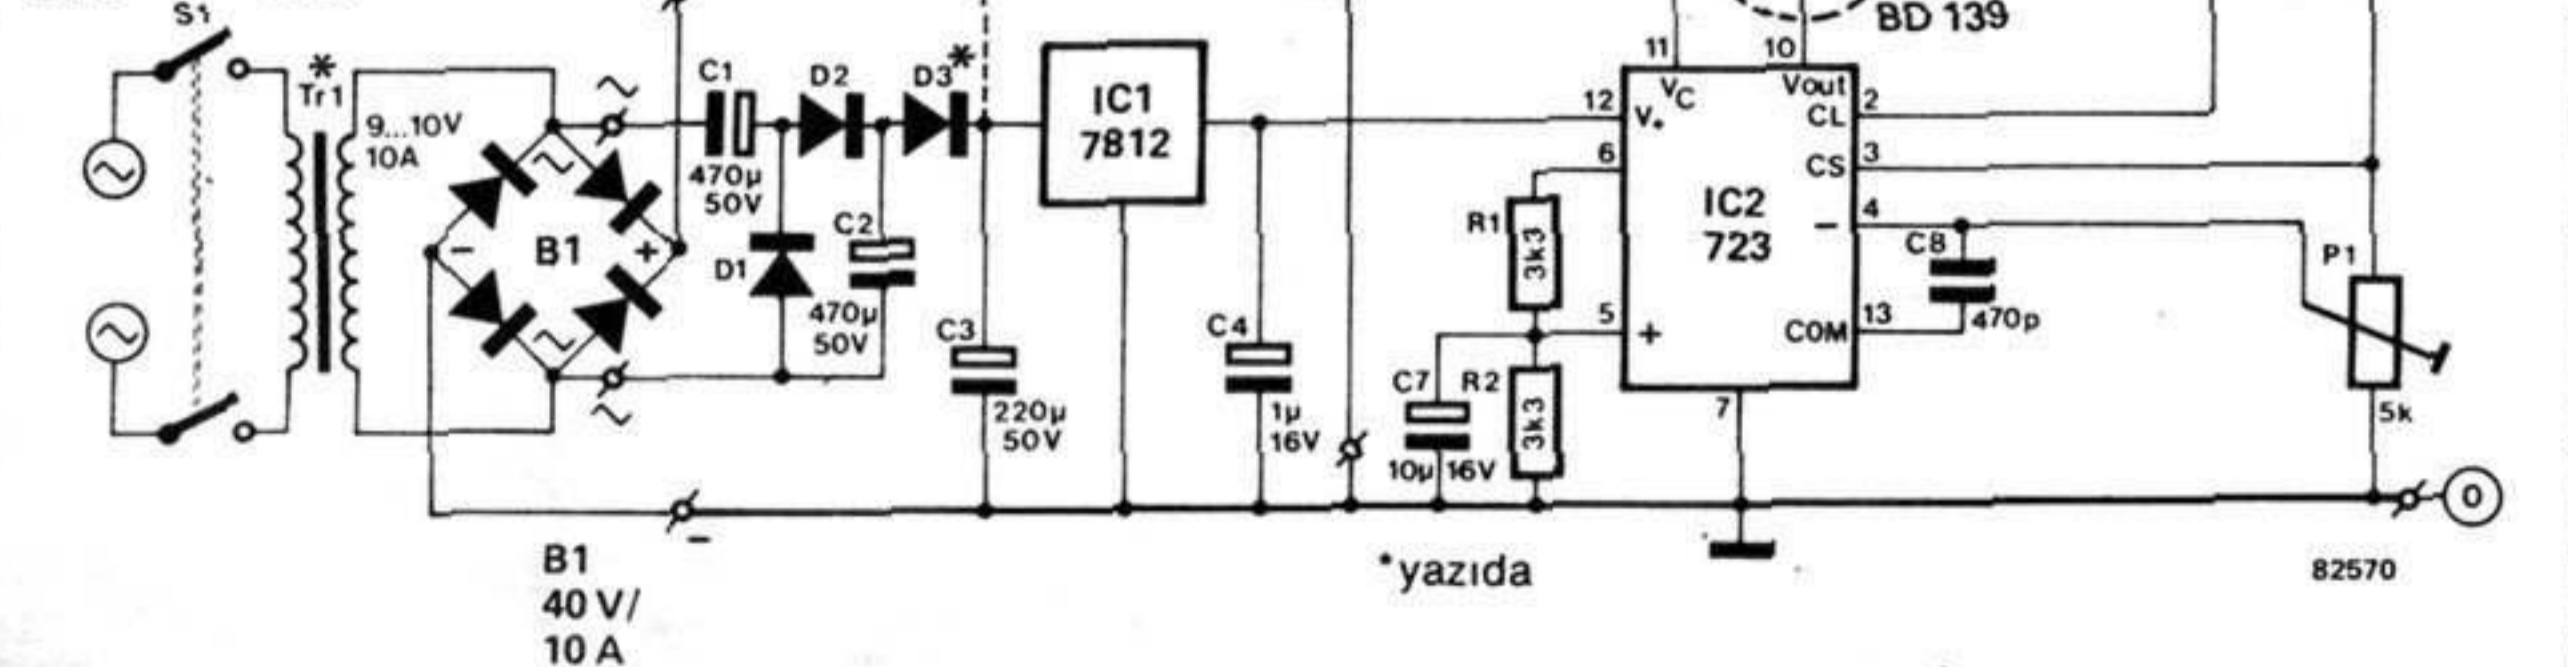 S1
*
Tr1
9...10V
10A
~
~
B1
-
+
~
~
C1
470µ
50V
D2
D3*
D1
C2
470µ
50V
C3
220µ
50V
IC1
7812
C4
1µ
16V
BD 139
11
10
VC
Vout
12
V+
2
CL
6
3
CS
IC2
723
4
-
R1
3k3
5
+
13
COM
C8
470p
7
C7
10µ 16V
R2
3k3
P1
5k
0
-
B1
40 V/
10 A
*yazıda
82570